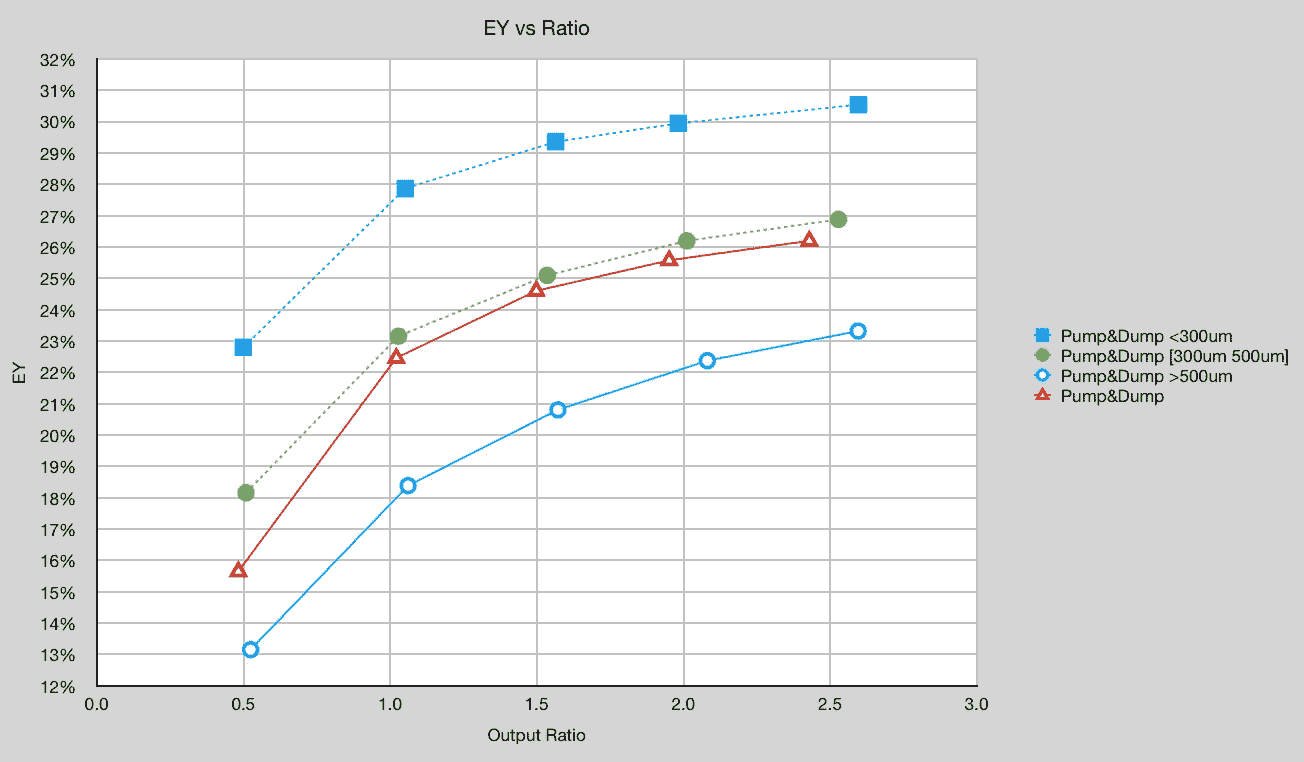 EY vs Ratio
32%
31%
30%
29%
28%
27%
26%
25%
24%
23%
22%
21%
20%
19%
18%
17%
16%
15%
14%
13%
12%
EY
0.0 0.5 1.0 1.5 2.0 2.5 3.0
Output Ratio
Pump&Dump <300um
Pump&Dump [300um 500um]
Pump&Dump >500um
Pump&Dump